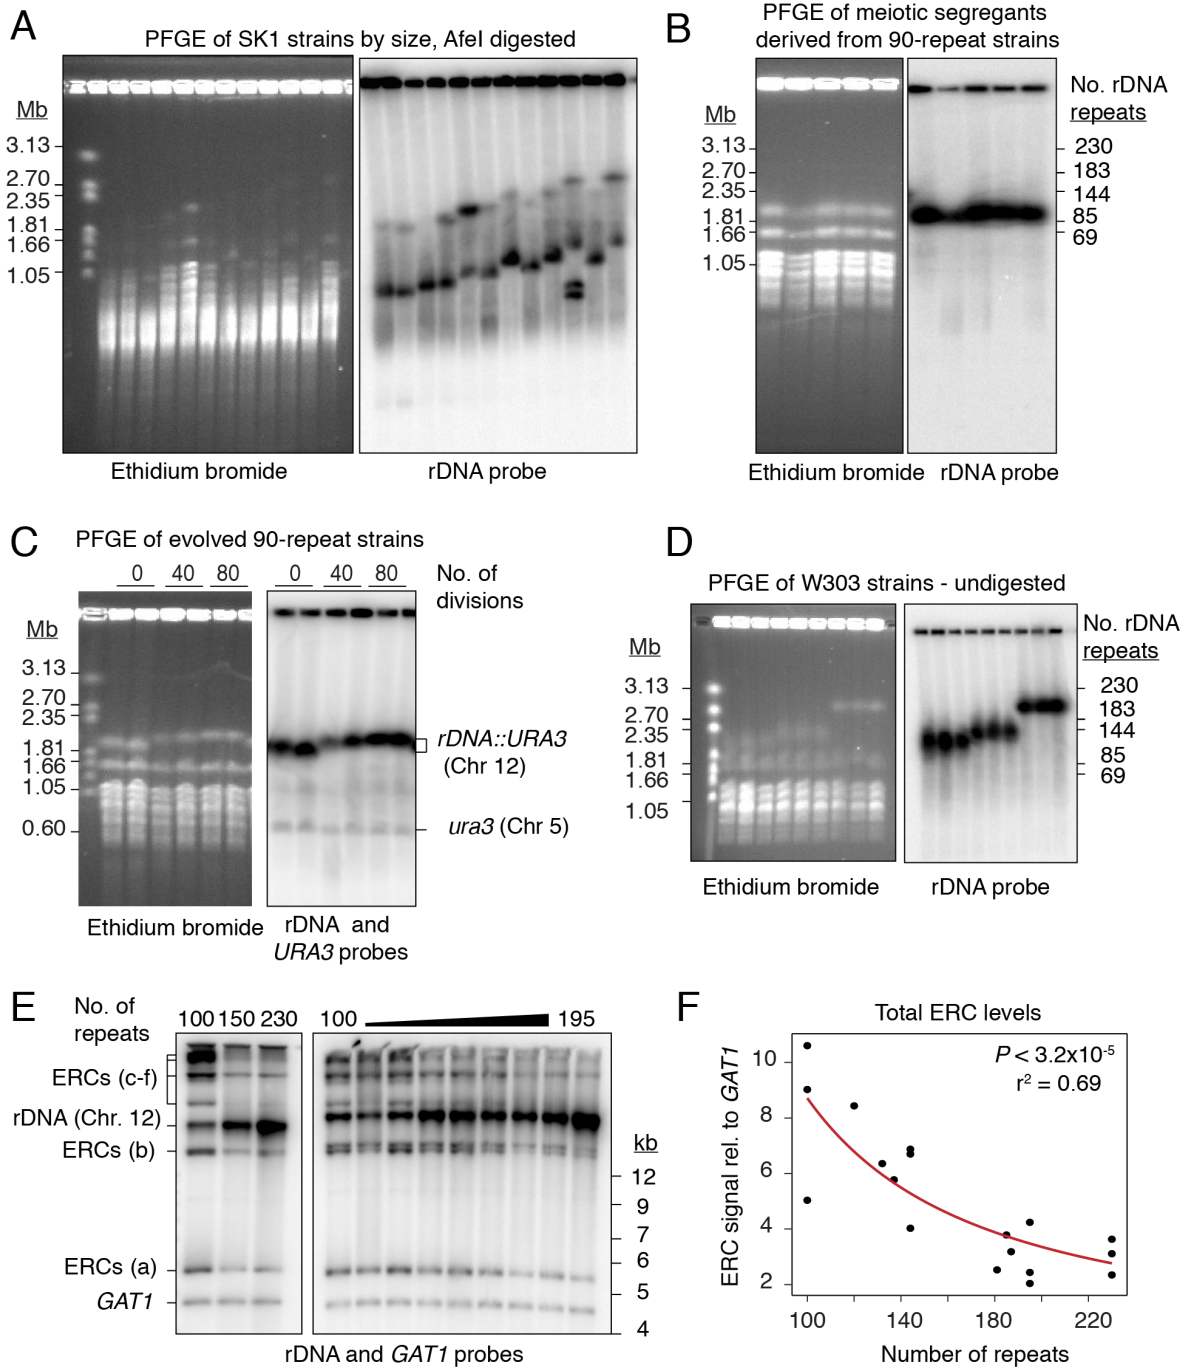 A
PFGE of SK1 strains by size, AfeI digested
Mb
3.13
2.70
2.35
1.81
1.66
1.05
Ethidium bromide
rDNA probe
B
PFGE of meiotic segregants
derived from 90-repeat strains
Mb
3.13
2.70
2.35
1.81
1.66
1.05
No. rDNA
repeats
230
183
144
85
69
Ethidium bromide
rDNA probe
C
PFGE of evolved 90-repeat strains
0 40 80
0 40 80
No. of
divisions
Mb
3.13
2.70
2.35
1.81
1.66
1.05
0.60
rDNA::URA3
(Chr 12)
ura3 (Chr 5)
Ethidium bromide
rDNA and
URA3 probes
D
PFGE of W303 strains - undigested
Mb
3.13
2.70
2.35
1.81
1.66
1.05
No. rDNA
repeats
230
183
144
85
69
Ethidium bromide
rDNA probe
E
No. of
repeats
100 150 230
100 195
ERCs (c-f)
rDNA (Chr. 12)
ERCs (b)
ERCs (a)
GAT1
kb
12
9
7
6
5
4
rDNA and GAT1 probes
F
Total ERC levels
P < 3.2x10⁻⁵
r² = 0.69
ERC signal rel. to GAT1
10
8
6
4
2
100 140 180 220
Number of repeats